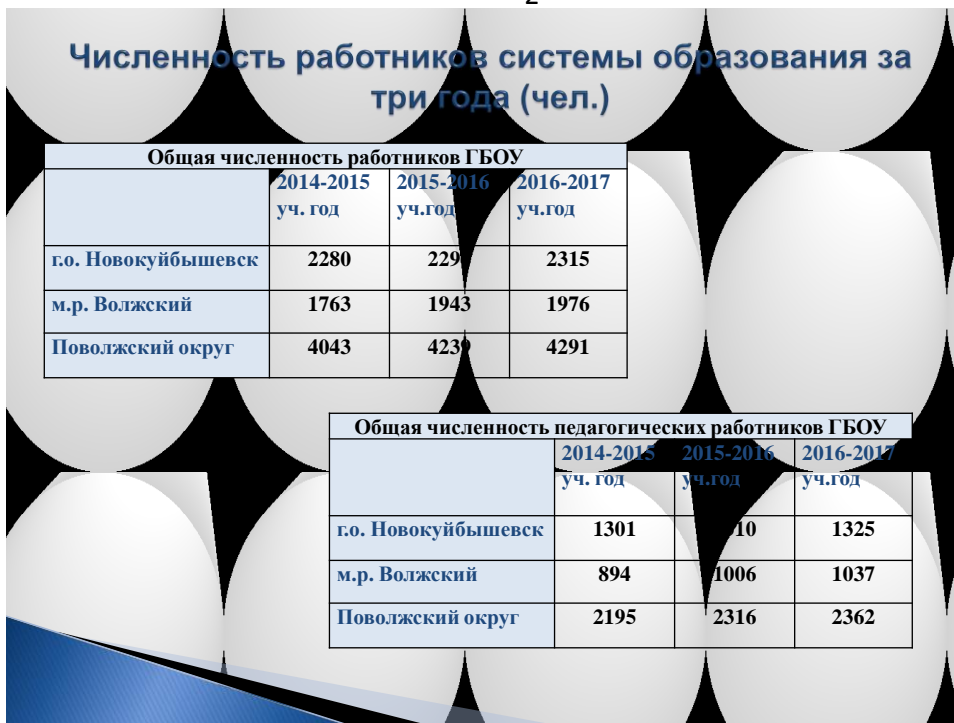 Численность работников системы образования за
три года (чел.)
Общая численность работников ГБОУ
2014-2015 2015-2016 2016-2017
уч. год уч.год уч.год
г.о. Новокуйбышевск 2280 2315
м.р. Волжский 1763 1943 1976
Поволжский округ 4043 4239 4291
Общая численность педагогических работников ГБОУ
2014-2015 2015-2016 2016-2017
уч. год уч.год уч.год
г.о. Новокуйбышевск 1301 1325
м.р. Волжский 894 1006 1037
Поволжский округ 2195 2316 2362